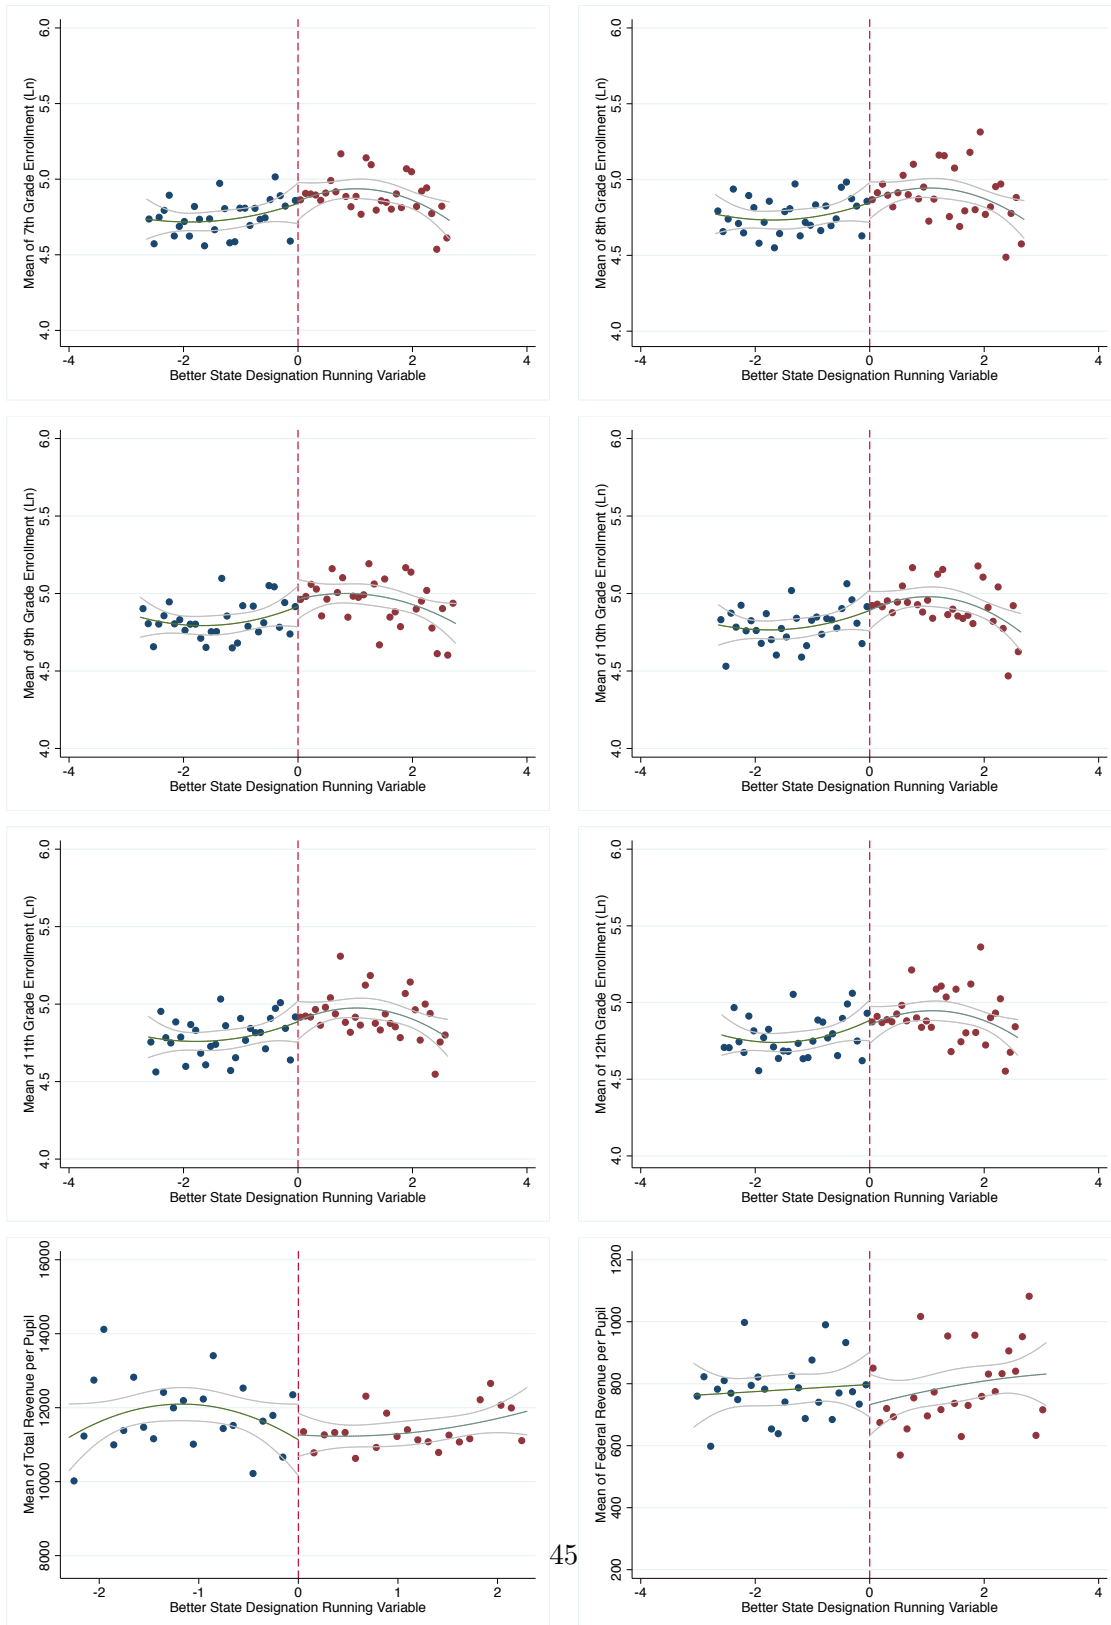 6.0
5.5
5.0
4.5
4.0
Mean of 7th Grade Enrollment (Ln)
-4 -2 0 2 4
Better State Designation Running Variable
6.0
5.5
5.0
4.5
4.0
Mean of 8th Grade Enrollment (Ln)
-4 -2 0 2 4
Better State Designation Running Variable
6.0
5.5
5.0
4.5
4.0
Mean of 9th Grade Enrollment (Ln)
-4 -2 0 2 4
Better State Designation Running Variable
6.0
5.5
5.0
4.5
4.0
Mean of 10th Grade Enrollment (Ln)
-4 -2 0 2 4
Better State Designation Running Variable
6.0
5.5
5.0
4.5
4.0
Mean of 11th Grade Enrollment (Ln)
-4 -2 0 2 4
Better State Designation Running Variable
6.0
5.5
5.0
4.5
4.0
Mean of 12th Grade Enrollment (Ln)
-4 -2 0 2 4
Better State Designation Running Variable
16000
14000
12000
10000
8000
Mean of Total Revenue per Pupil
-2 -1 0 1 2
Better State Designation Running Variable
1200
1000
800
600
400
200
Mean of Federal Revenue per Pupil
-4 -2 0 2 4
Better State Designation Running Variable
45